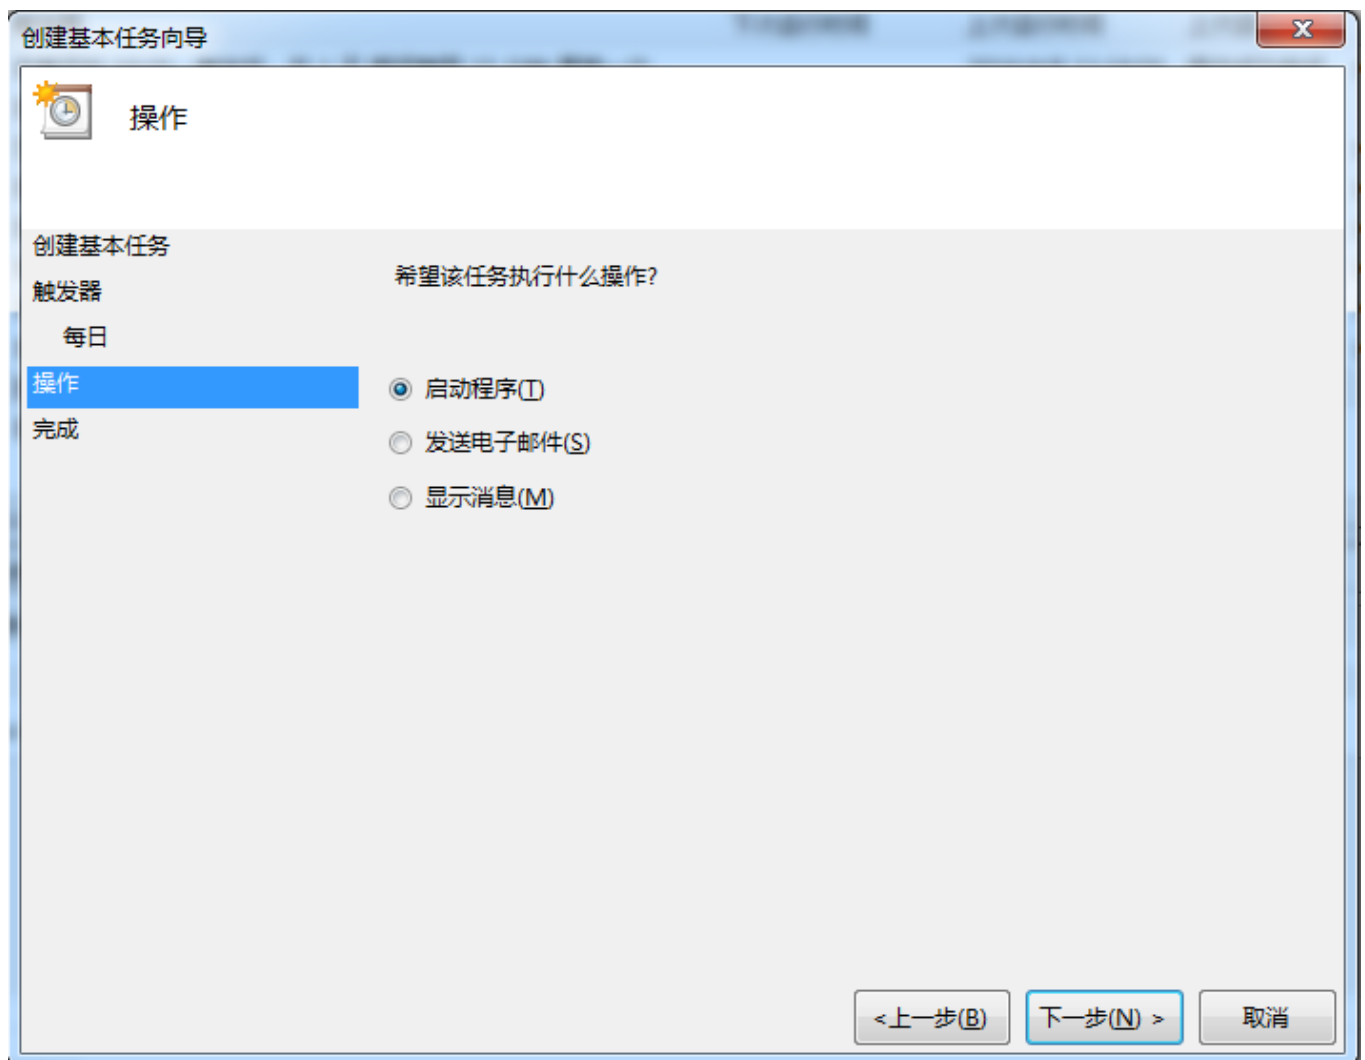 创建基本任务向导
操作
创建基本任务
触发器
每日
操作
完成
希望该任务执行什么操作?
启动程序(T)
发送电子邮件(S)
显示消息(M)
<上一步(B)
下一步(N) >
取消